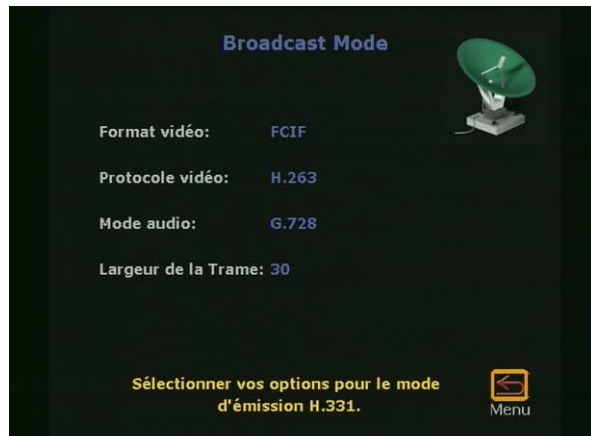 Broadcast Mode
Format vidéo: FCIF
Protocole vidéo: H.263
Mode audio: G.728
Largeur de la Trame: 30
Sélectionner vos options pour le mode
d'émission H.331.
Menu